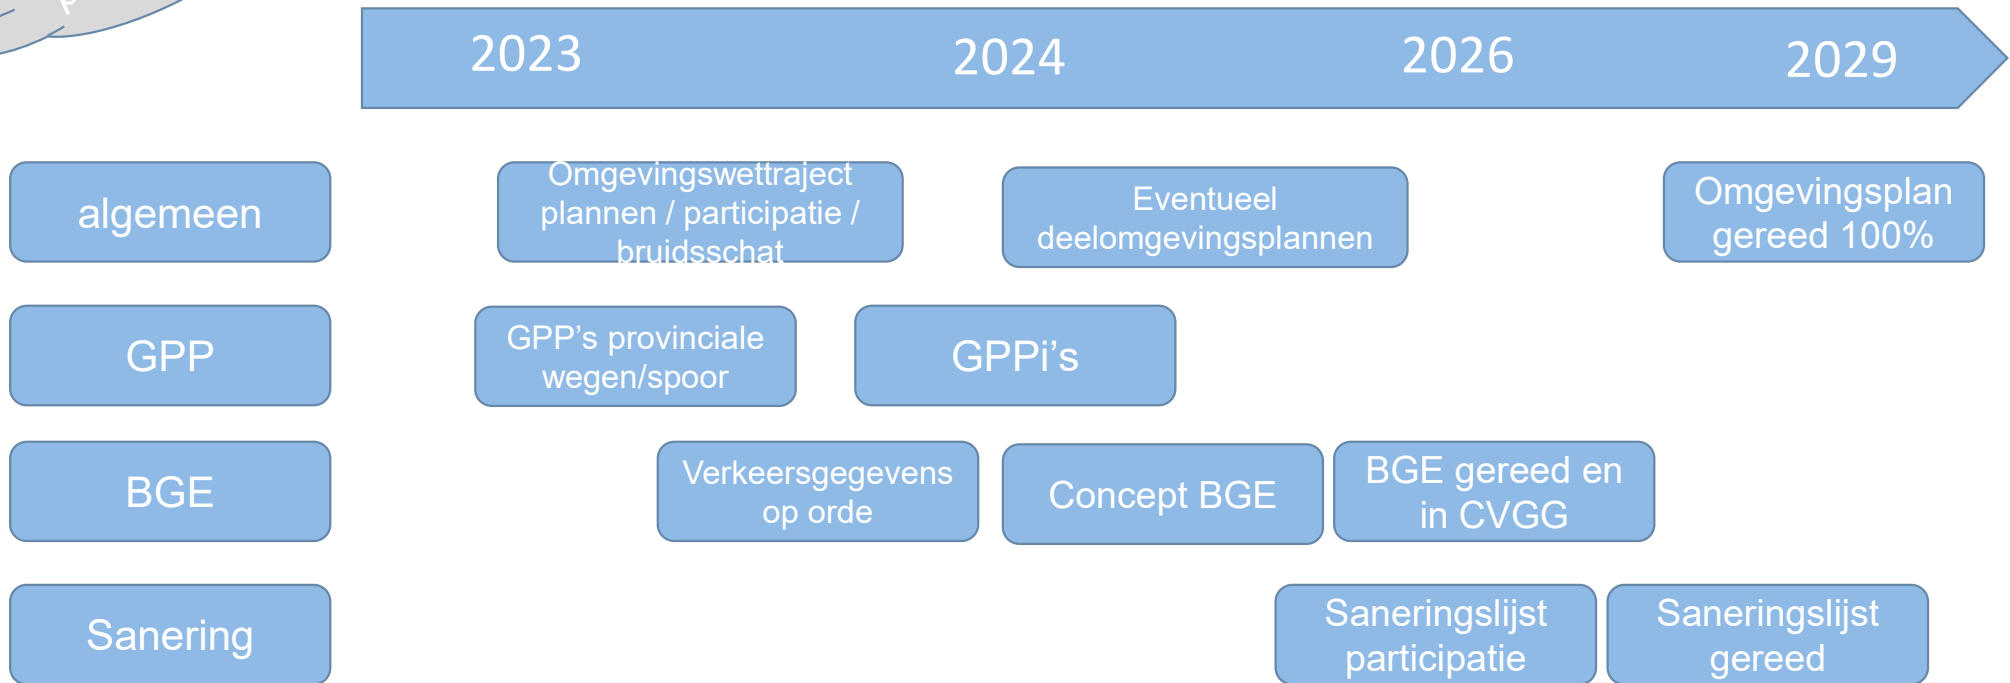 2023
2024
2026
2029
algemeen
Omgevingswettraject
plannen / participatie /
bruidsschat
Eventueel
deelomgevingsplannen
Omgevingsplan
gereed 100%
GPP
GPP’s provinciale
wegen/spoor
GPPi’s
BGE
Verkeersgegevens
op orde
Concept BGE
BGE gereed en
in CVGG
Sanering
Saneringslijst
participatie
Saneringslijst
gereed